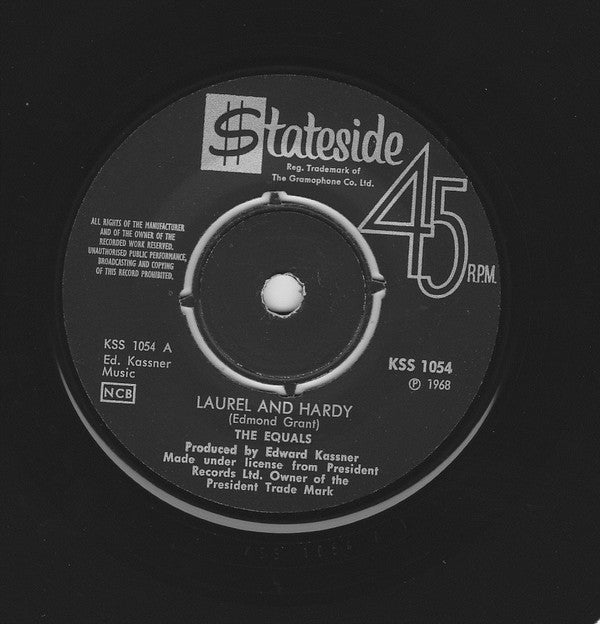 $tateside
Reg. Trademark of
The Gramophone Co. Ltd.
45
R.P.M.
ALL RIGHTS OF THE MANUFACTURER
AND OF THE OWNER OF THE
RECORDED WORK RESERVED.
UNAUTHORISED PUBLIC PERFORMANCE,
BROADCASTING AND COPYING
OF THIS RECORD PROHIBITED.
KSS 1054 A
Ed. Kassner
Music
NCB
KSS 1054
Ⓟ 1968
LAUREL AND HARDY
(Edmond Grant)
THE EQUALS
Produced by Edward Kassner
Made under license from President
Records Ltd. Owner of the
President Trade Mark